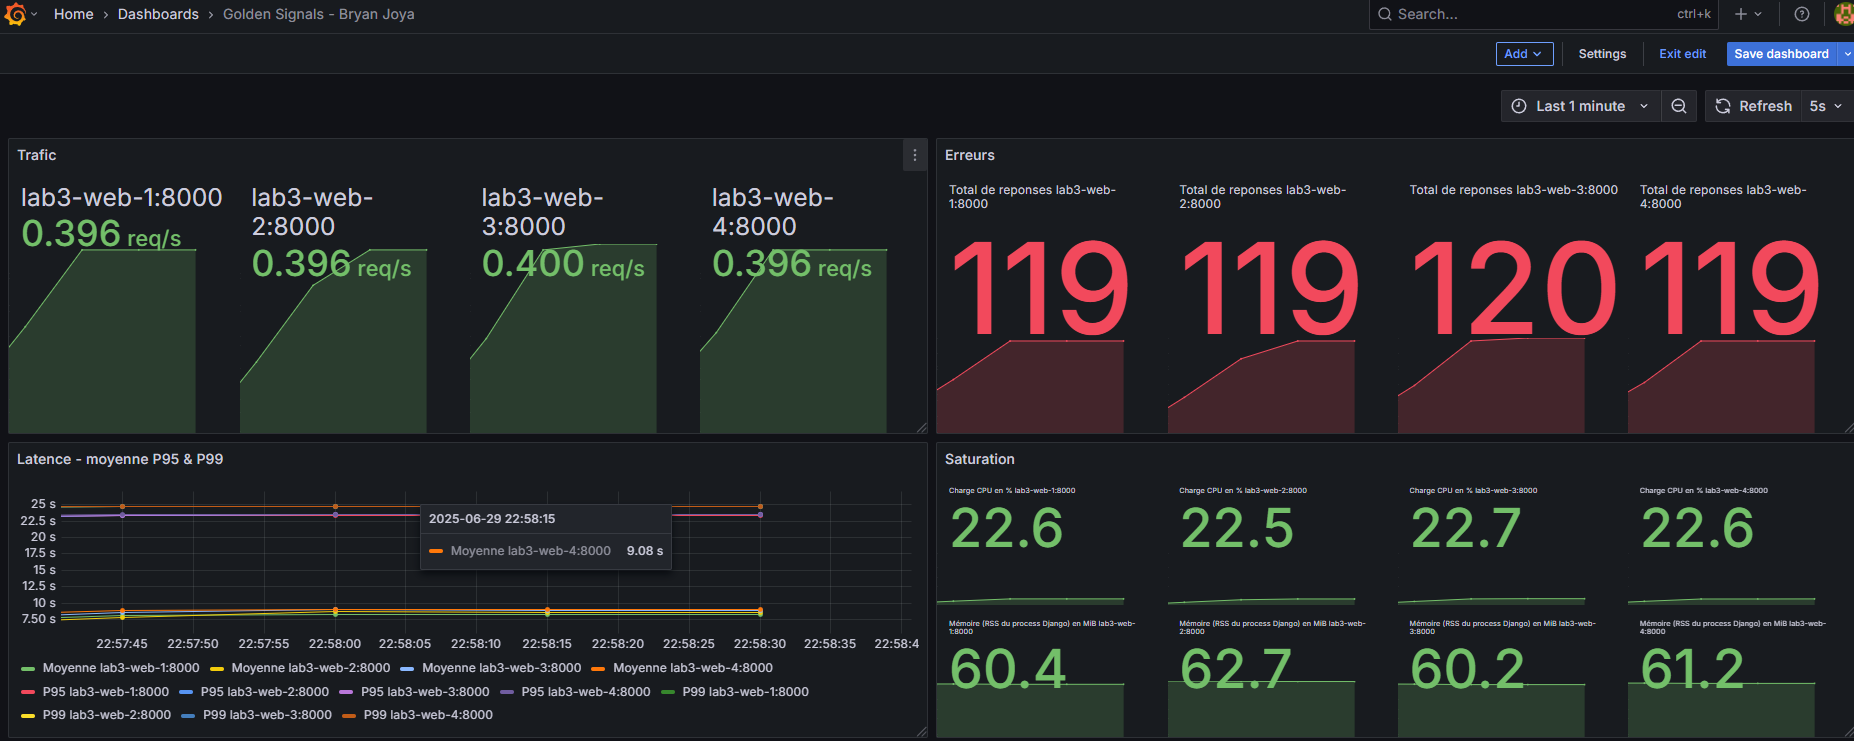 Home > Dashboards > Golden Signals - Bryan Joya
Search...
ctrl+k
Add
Settings
Exit edit
Save dashboard
Last 1 minute
Refresh
5s
Trafic
lab3-web-1:8000
0.396 req/s
lab3-web-
2:8000
0.396 req/s
lab3-web-
3:8000
0.400 req/s
lab3-web-
4:8000
0.396 req/s
Erreurs
Total de reponses lab3-web-
1:8000
119
Total de reponses lab3-web-
2:8000
119
Total de reponses lab3-web-3:8000
120
Total de reponses lab3-web-
4:8000
119
Latence - moyenne P95 & P99
25 s
22.5 s
20 s
17.5 s
15 s
12.5 s
10 s
7.50 s
2025-06-29 22:58:15
Moyenne lab3-web-4:8000 9.08 s
22:57:45 22:57:50 22:57:55 22:58:00 22:58:05 22:58:10 22:58:15 22:58:20 22:58:25 22:58:30 22:58:35 22:58:4
Moyenne lab3-web-1:8000 Moyenne lab3-web-2:8000 Moyenne lab3-web-3:8000 Moyenne lab3-web-4:8000
P95 lab3-web-1:8000 P95 lab3-web-2:8000 P95 lab3-web-3:8000 P95 lab3-web-4:8000 P99 lab3-web-1:8000
P99 lab3-web-2:8000 P99 lab3-web-3:8000 P99 lab3-web-4:8000
Saturation
Charge CPU en % lab3-web-1:8000
22.6
Charge CPU en % lab3-web-2:8000
22.5
Charge CPU en % lab3-web-3:8000
22.7
Charge CPU en % lab3-web-4:8000
22.6
Mémoire (RSS du process Django) en MiB lab3-web-
1:8000
60.4
Mémoire (RSS du process Django) en MiB lab3-web-
2:8000
62.7
Mémoire (RSS du process Django) en MiB lab3-web-
3:8000
60.2
Mémoire (RSS du process Django) en MiB lab3-web-
4:8000
61.2